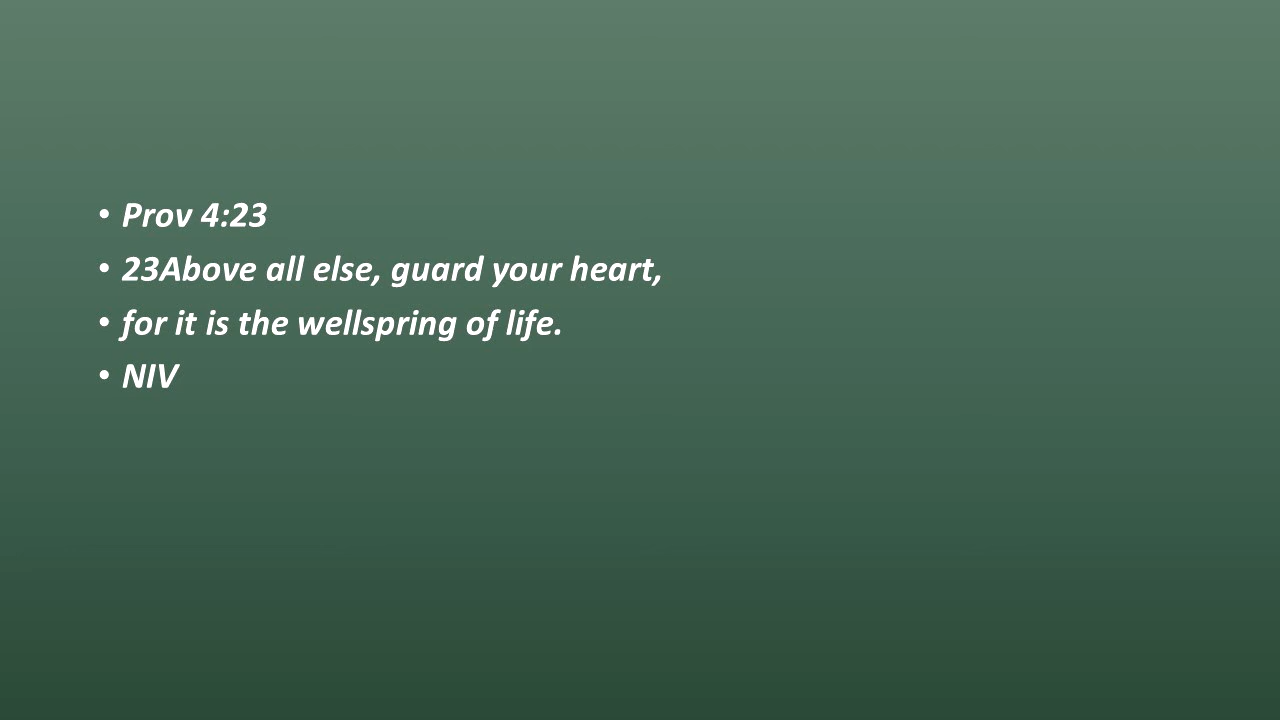 • Prov 4:23
• 23Above all else, guard your heart,
• for it is the wellspring of life.
• NIV